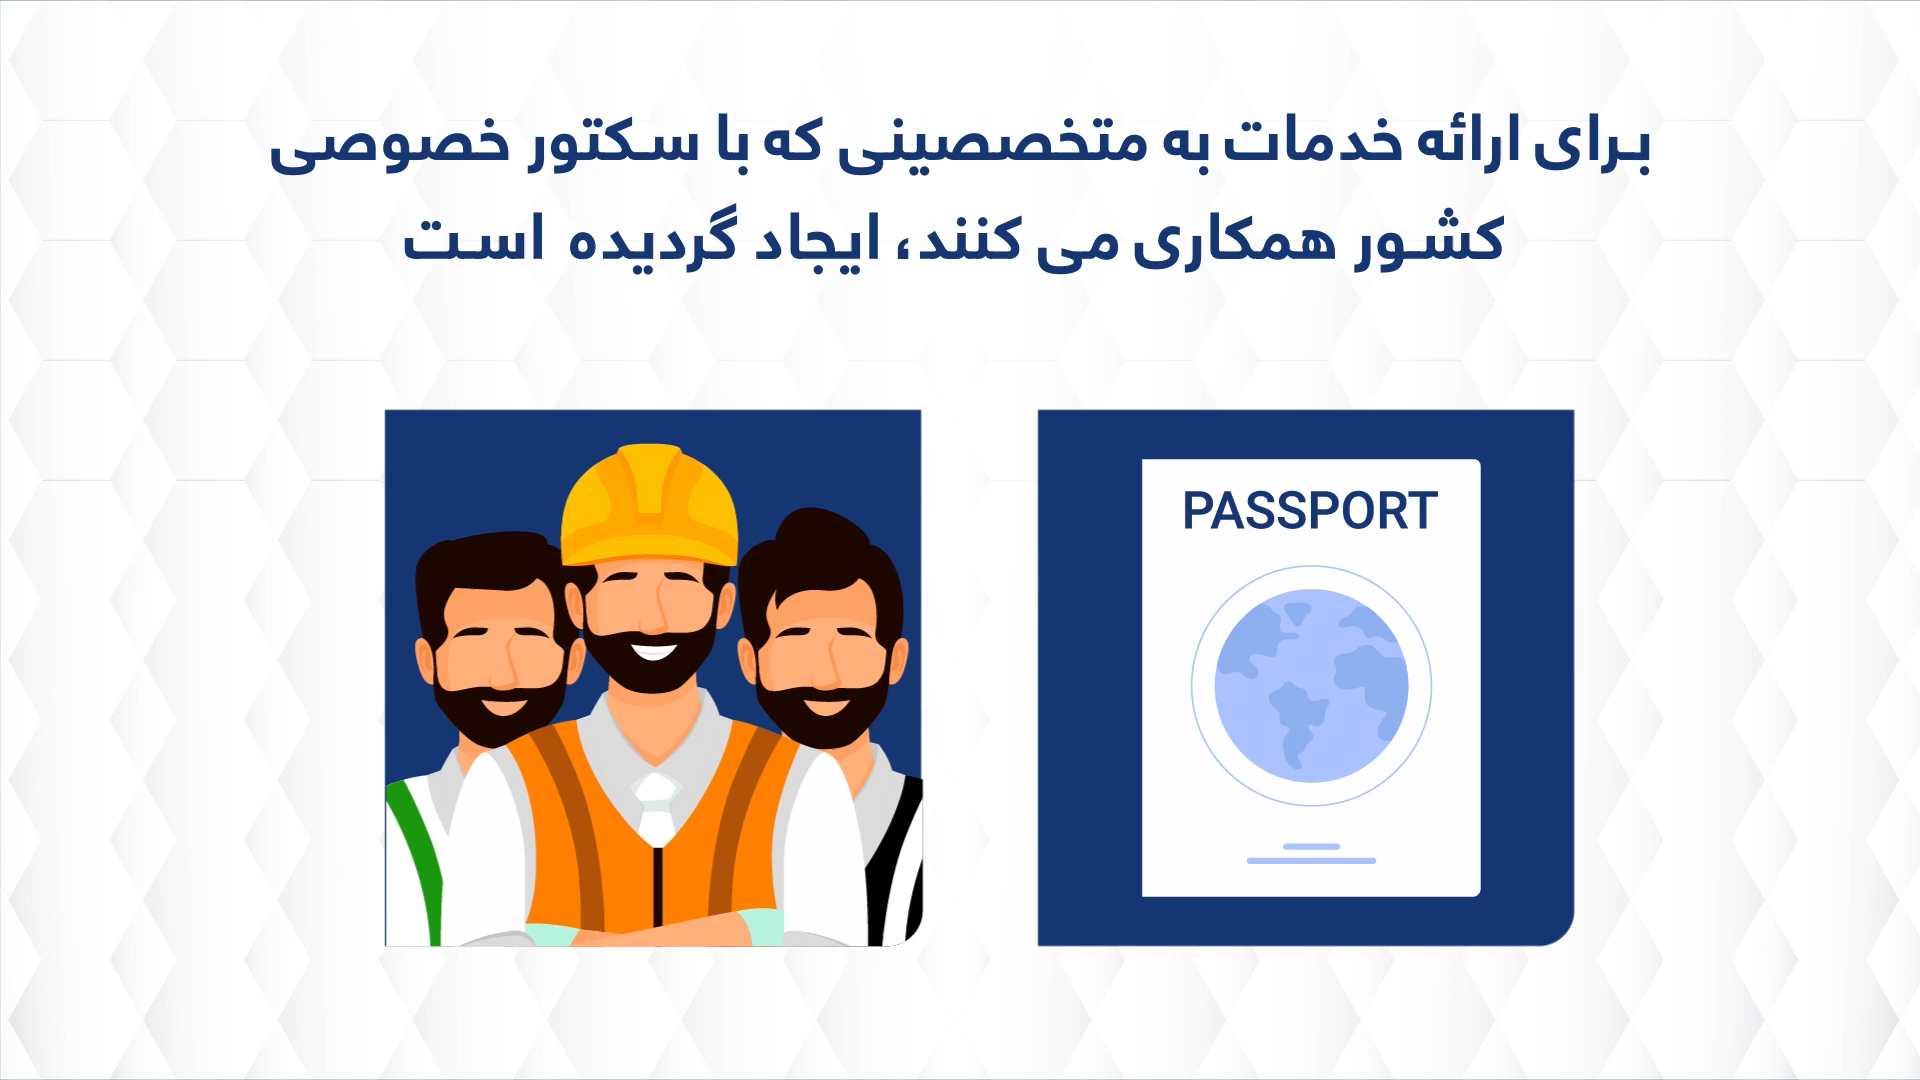 برای ارائه خدمات به متخصصینی که با سکتور خصوصی
کشور همکاری می کنند، ایجاد گردیده است
PASSPORT